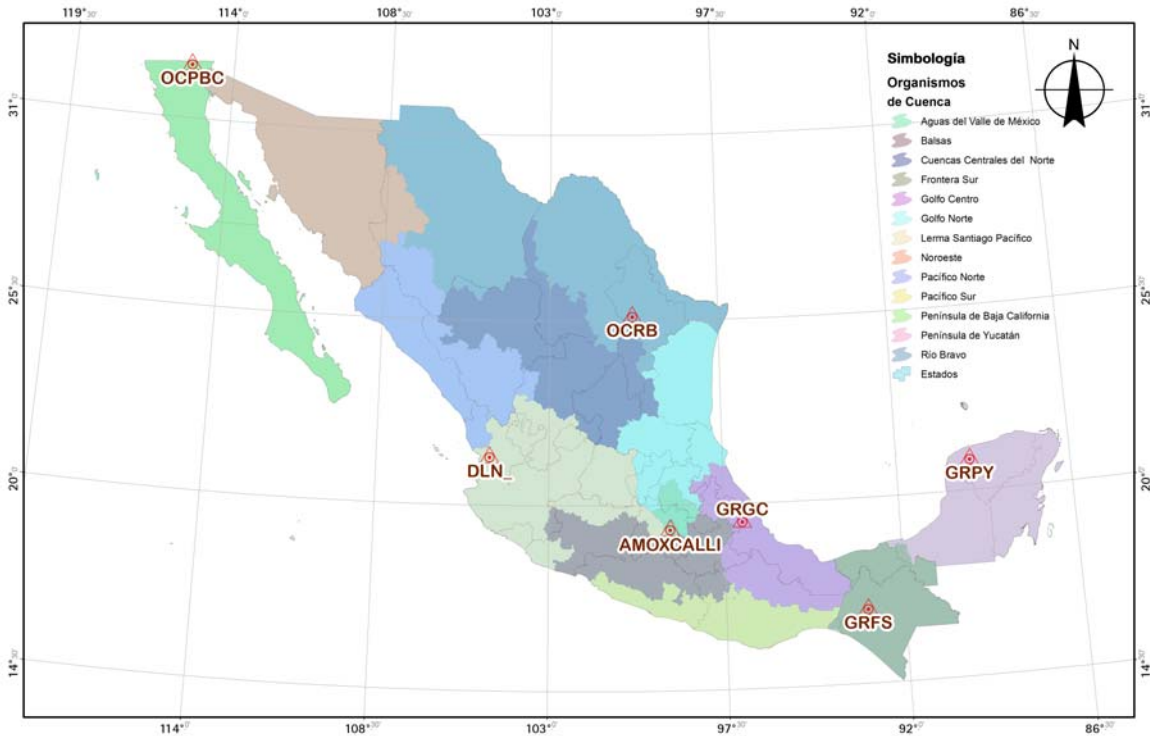 119°30' 114°0' 108°30' 103°0' 97°30' 92°0' 86°30'
N
Simbología
Organismos
de Cuenca
Aguas del Valle de México
Balsas
Cuencas Centrales del Norte
Frontera Sur
Golfo Centro
Golfo Norte
Lerma Santiago Pacífico
Noroeste
Pacífico Norte
Pacífico Sur
Península de Baja California
Península de Yucatán
Río Bravo
Estados
OCPBC
OCRB
DLN_
GRPY
GRGC
AMOXCALLI
GRFS
31°0'
25°30'
20°0'
14°30'
31°0'
25°30'
20°0'
14°30'
114°0' 108°30' 103°0' 97°30' 92°0' 86°30'